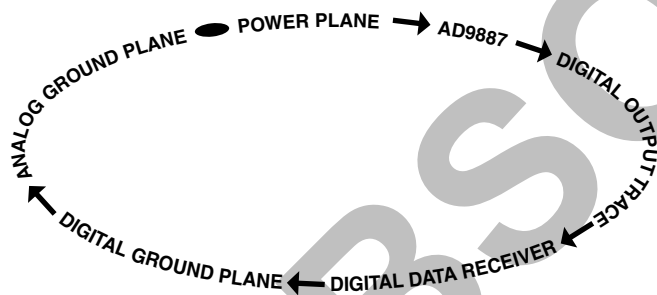 POWER PLANE
AD9887
DIGITAL OUTPUT TRACE
DIGITAL DATA RECEIVER
DIGITAL GROUND PLANE
ANALOG GROUND PLANE